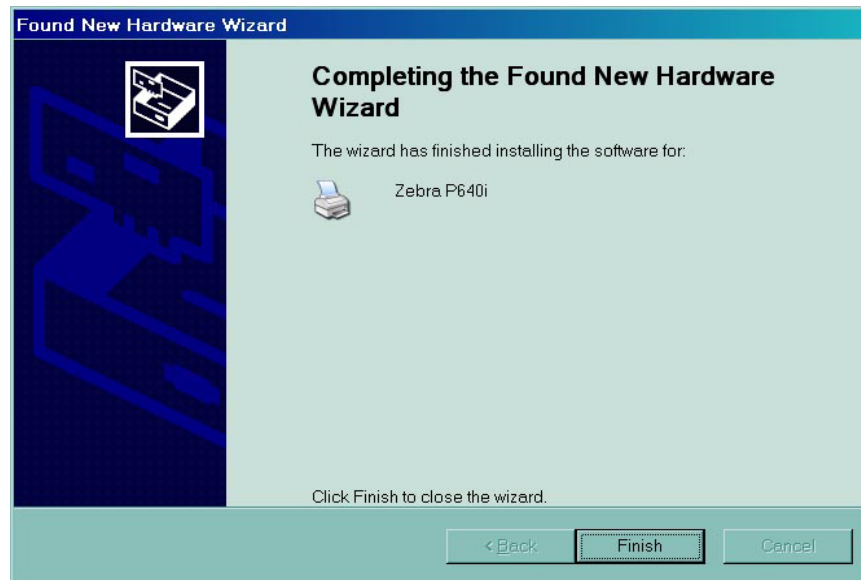 Found New Hardware Wizard
Completing the Found New Hardware
Wizard
The wizard has finished installing the software for:
Zebra P640i
Click Finish to close the wizard.
< Back
Finish
Cancel